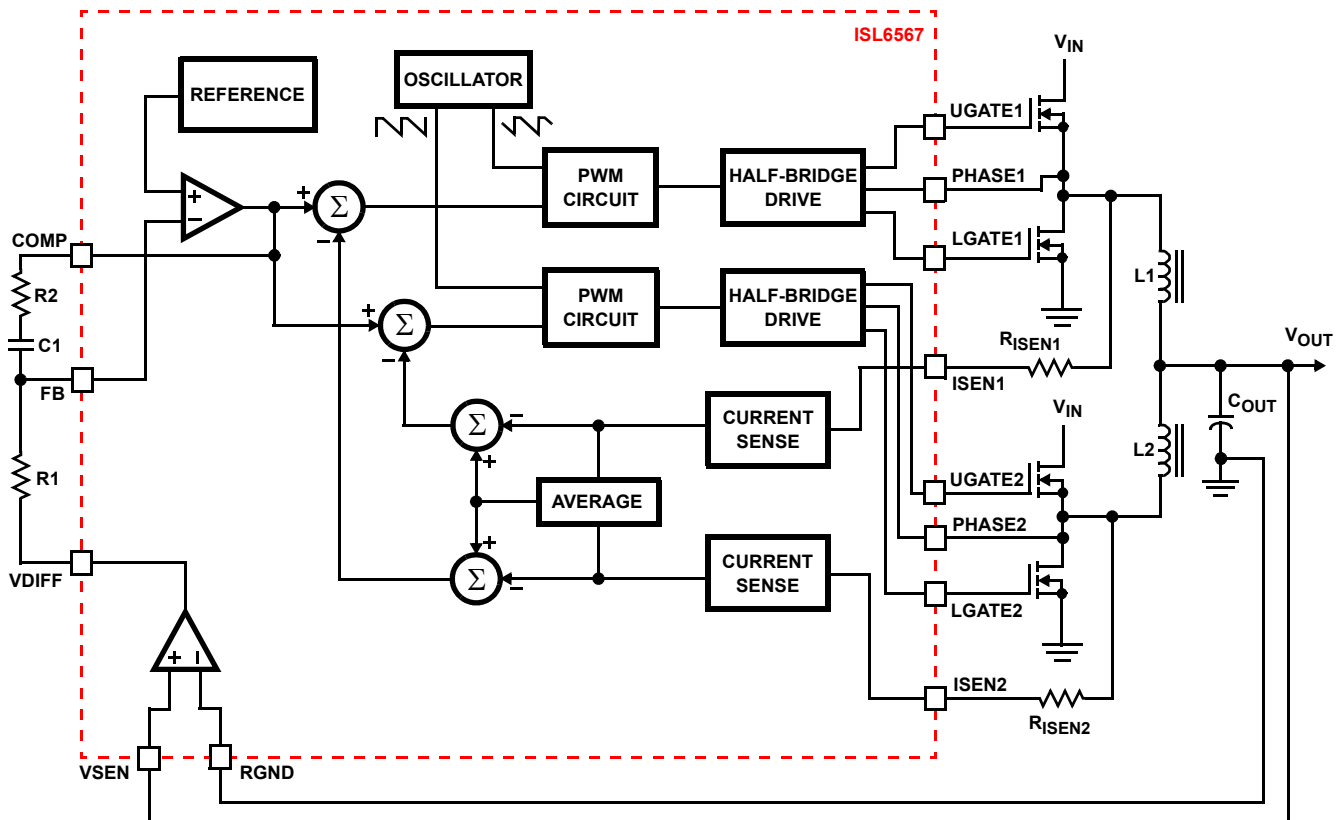 ISL6567
REFERENCE
OSCILLATOR
VIN
UGATE1
+
−
+
Σ
−
PWM
CIRCUIT
HALF-BRIDGE
DRIVE
PHASE1
LGATE1
COMP
R2
C1
FB
R1
VDIFF
+
Σ
−
PWM
CIRCUIT
HALF-BRIDGE
DRIVE
L1
VOUT
RISEN1
ISEN1
COUT
Σ
−
+
CURRENT
SENSE
VIN
L2
AVERAGE
UGATE2
PHASE2
LGATE2
+
Σ
−
CURRENT
SENSE
+ −
ISEN2
RISEN2
VSEN
RGND